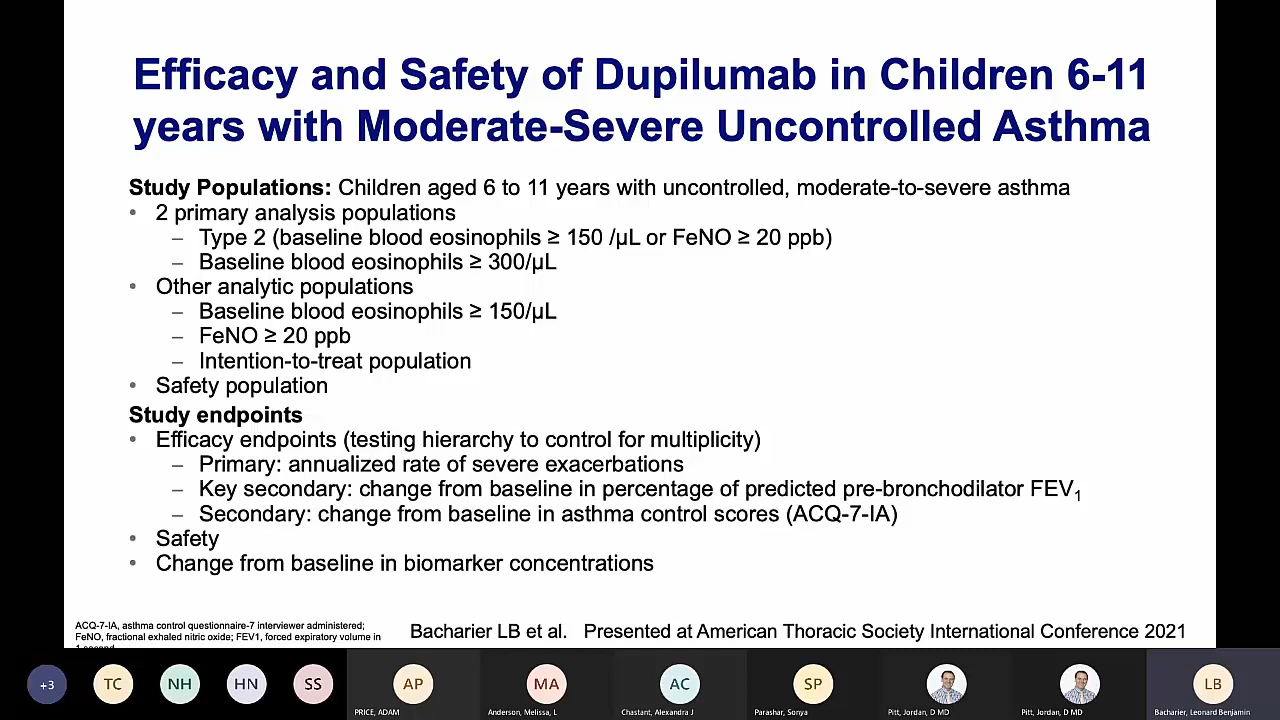 Efficacy and Safety of Dupilumab in Children 6-11
years with Moderate-Severe Uncontrolled Asthma
Study Populations: Children aged 6 to 11 years with uncontrolled, moderate-to-severe asthma
• 2 primary analysis populations
– Type 2 (baseline blood eosinophils ≥ 150 /µL or FeNO ≥ 20 ppb)
– Baseline blood eosinophils ≥ 300/µL
• Other analytic populations
– Baseline blood eosinophils ≥ 150/µL
– FeNO ≥ 20 ppb
– Intention-to-treat population
• Safety population
Study endpoints
• Efficacy endpoints (testing hierarchy to control for multiplicity)
– Primary: annualized rate of severe exacerbations
– Key secondary: change from baseline in percentage of predicted pre-bronchodilator FEV1
– Secondary: change from baseline in asthma control scores (ACQ-7-IA)
• Safety
• Change from baseline in biomarker concentrations
ACQ-7-IA, asthma control questionnaire-7 interviewer administered;
FeNO, fractional exhaled nitric oxide; FEV1, forced expiratory volume in
1 second
Bacharier LB et al. Presented at American Thoracic Society International Conference 2021
+3 TC NH HN SS AP MA AC SP LB
PRICE, ADAM Anderson, Melissa, L Chastant, Alexandra J Parashar, Sonya Pitt, Jordan, D MD Pitt, Jordan, D MD Bacharier, Leonard Benjamin